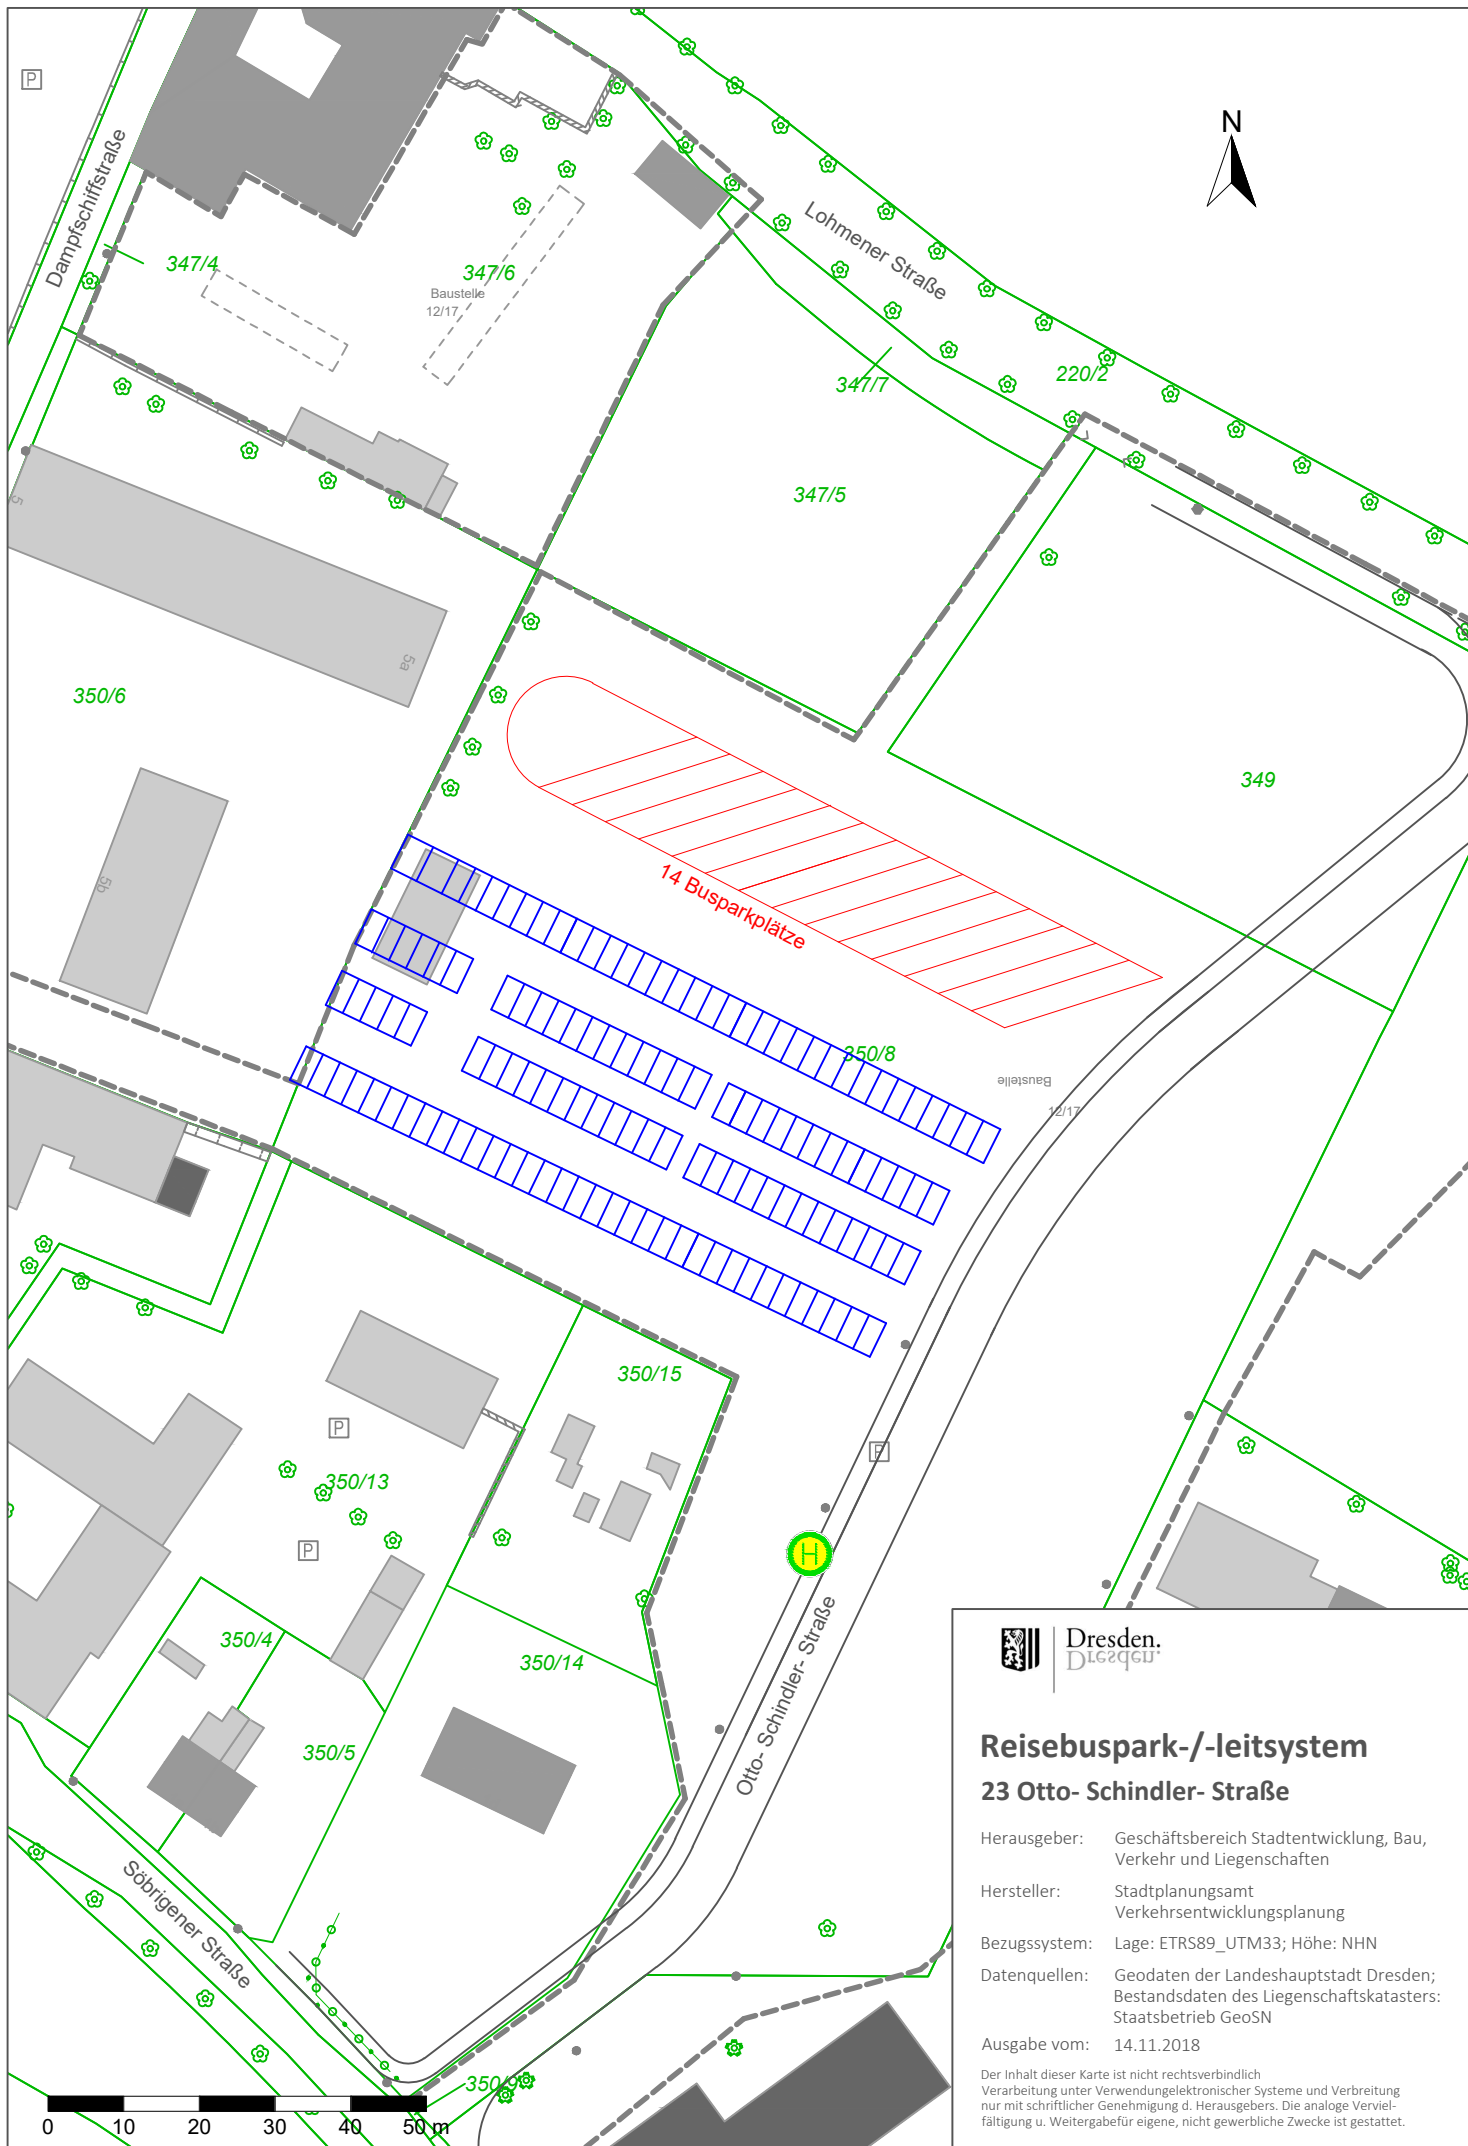 P
N
Dampfschiffstraße
Lohmener Straße
347/4
347/6
Baustelle
12/17
347/7
220/2
347/5
5
5a
350/6
349
5b
14 Busparkplätze
350/8
Baustelle
12/17
350/15
P
P
350/13
P
H
350/4
350/14
Otto- Schindler- Straße
350/5
Söbrigener Straße
350/9
0 10 20 30 40 50 m
Dresden.
Dresden.
Reisebuspark-/-leitsystem
23 Otto- Schindler- Straße
Herausgeber: Geschäftsbereich Stadtentwicklung, Bau,
Verkehr und Liegenschaften
Hersteller: Stadtplanungsamt
Verkehrsentwicklungsplanung
Bezugssystem: Lage: ETRS89_UTM33; Höhe: NHN
Datenquellen: Geodaten der Landeshauptstadt Dresden;
Bestandsdaten des Liegenschaftskatasters:
Staatsbetrieb GeoSN
Ausgabe vom: 14.11.2018
Der Inhalt dieser Karte ist nicht rechtsverbindlich
Verarbeitung unter Verwendungelektronischer Systeme und Verbreitung
nur mit schriftlicher Genehmigung d. Herausgebers. Die analoge Verviel-
fältigung u. Weitergabefür eigene, nicht gewerbliche Zwecke ist gestattet.